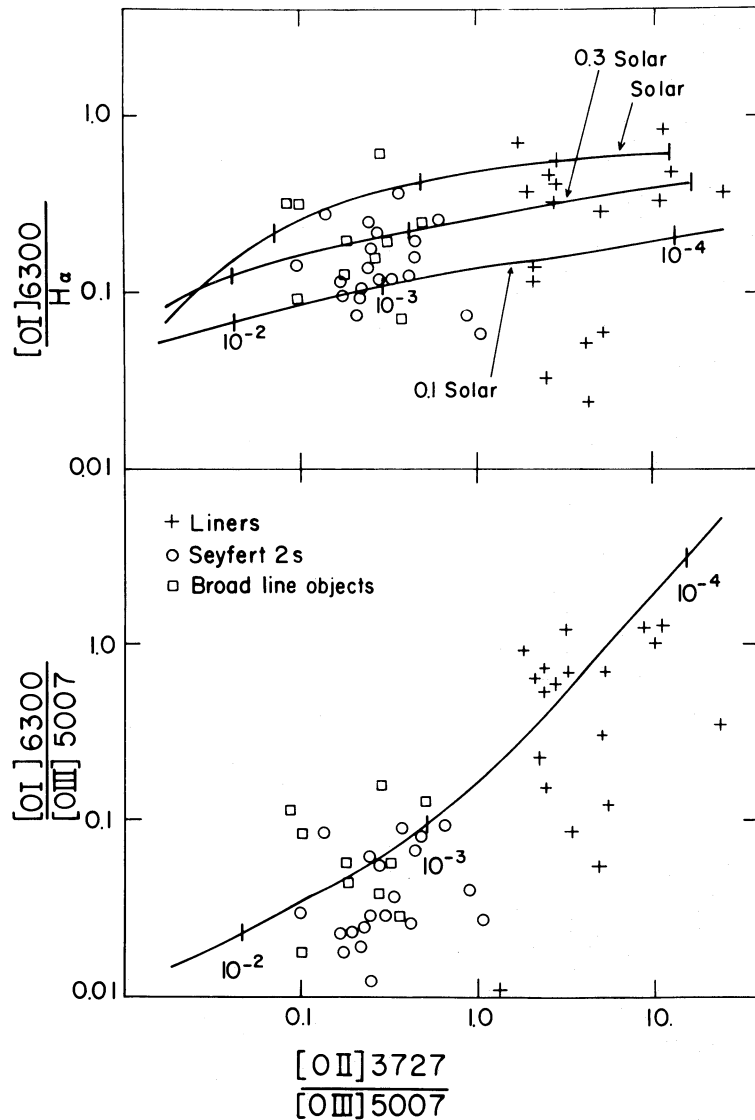 0.3 Solar
Solar
1.0
[OI]6300
Hα
0.1
10⁻²
10⁻³
10⁻⁴
0.1 Solar
0.01
+ Liners
○ Seyfert 2s
□ Broad line objects
10⁻⁴
1.0
[OI]6300
[OIII]5007
0.1
10⁻³
10⁻²
0.01
0.1
1.0
10.
[OII]3727
[OIII]5007